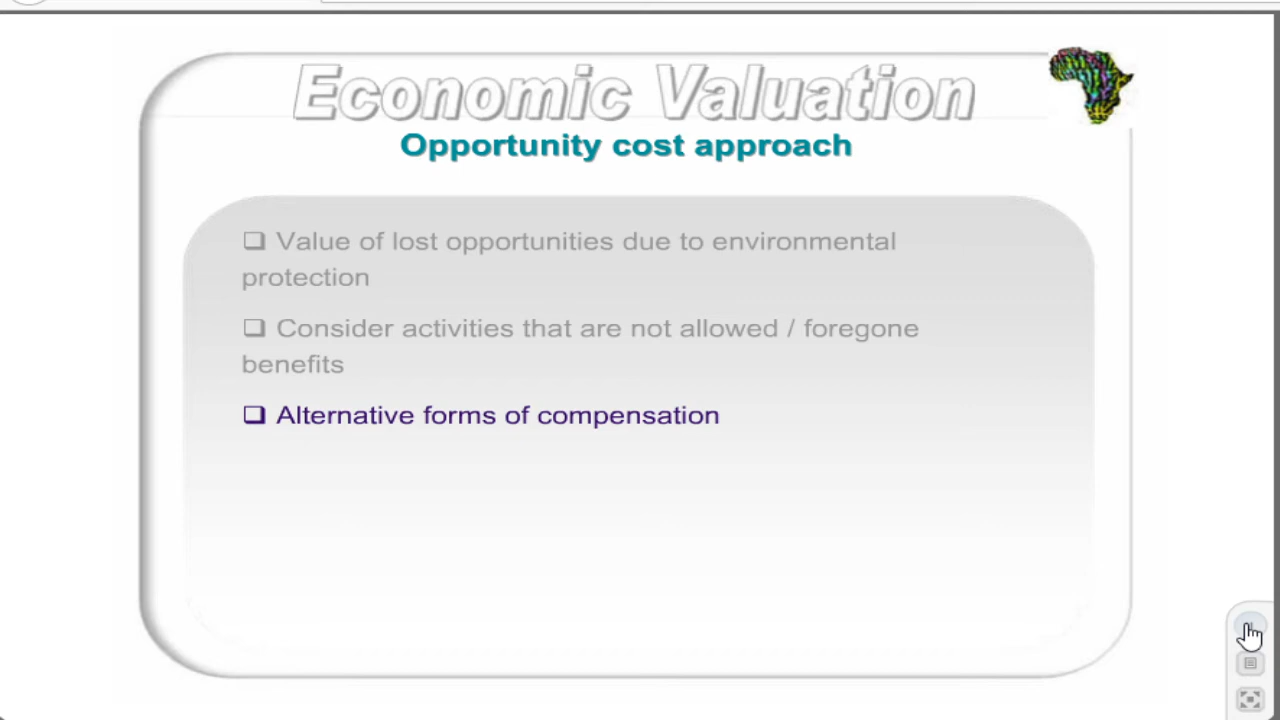 Economic Valuation
Opportunity cost approach
❑ Value of lost opportunities due to environmental
protection
❑ Consider activities that are not allowed / foregone
benefits
❑ Alternative forms of compensation